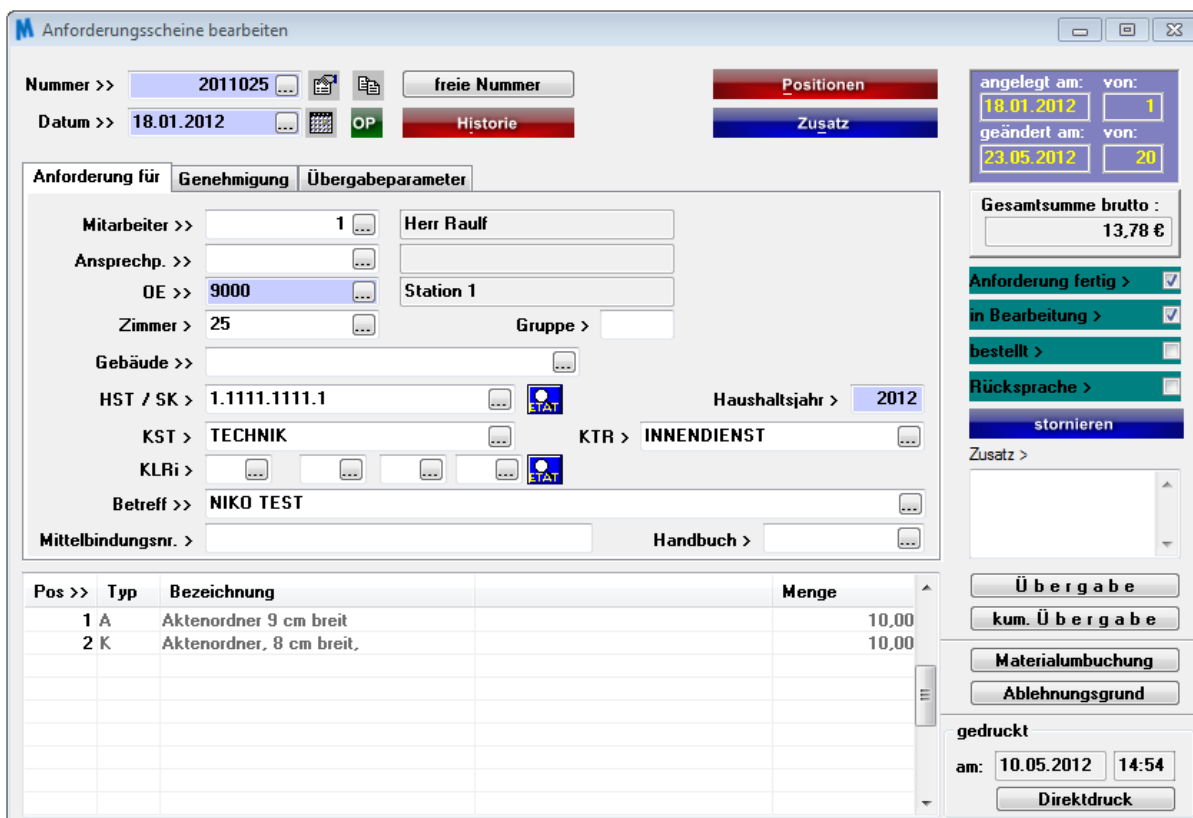 Anforderungsscheine bearbeiten
Nummer >> 2011025 ... freie Nummer Positionen
Datum >> 18.01.2012 ... OP Historie Zusatz
angelegt am: von:
18.01.2012 1
geändert am: von:
23.05.2012 20
Anforderung für Genehmigung Übergabeparameter
Mitarbeiter >> 1 ... Herr Raulf
Ansprechp. >> ...
OE >> 9000 ... Station 1
Zimmer > 25 ... Gruppe >
Gebäude >> ...
HST / SK > 1.1111.1111.1 ... ETAT Haushaltsjahr > 2012
KST > TECHNIK ... KTR > INNENDIENST ...
KLRi > ... ... ... ... ETAT
Betreff >> NIKO TEST ...
Mittelbindungsnr. > Handbuch > ...
Gesamtsumme brutto :
13,78 €
Anforderung fertig >
in Bearbeitung >
bestellt >
Rücksprache >
stornieren
Zusatz >
Pos >> Typ Bezeichnung Menge
1 A Aktenordner 9 cm breit 10,00
2 K Aktenordner, 8 cm breit, 10,00
Ü b e r g a b e
kum. Ü b e r g a b e
Materialumbuchung
Ablehnungsgrund
gedruckt
am: 10.05.2012 14:54
Direktdruck